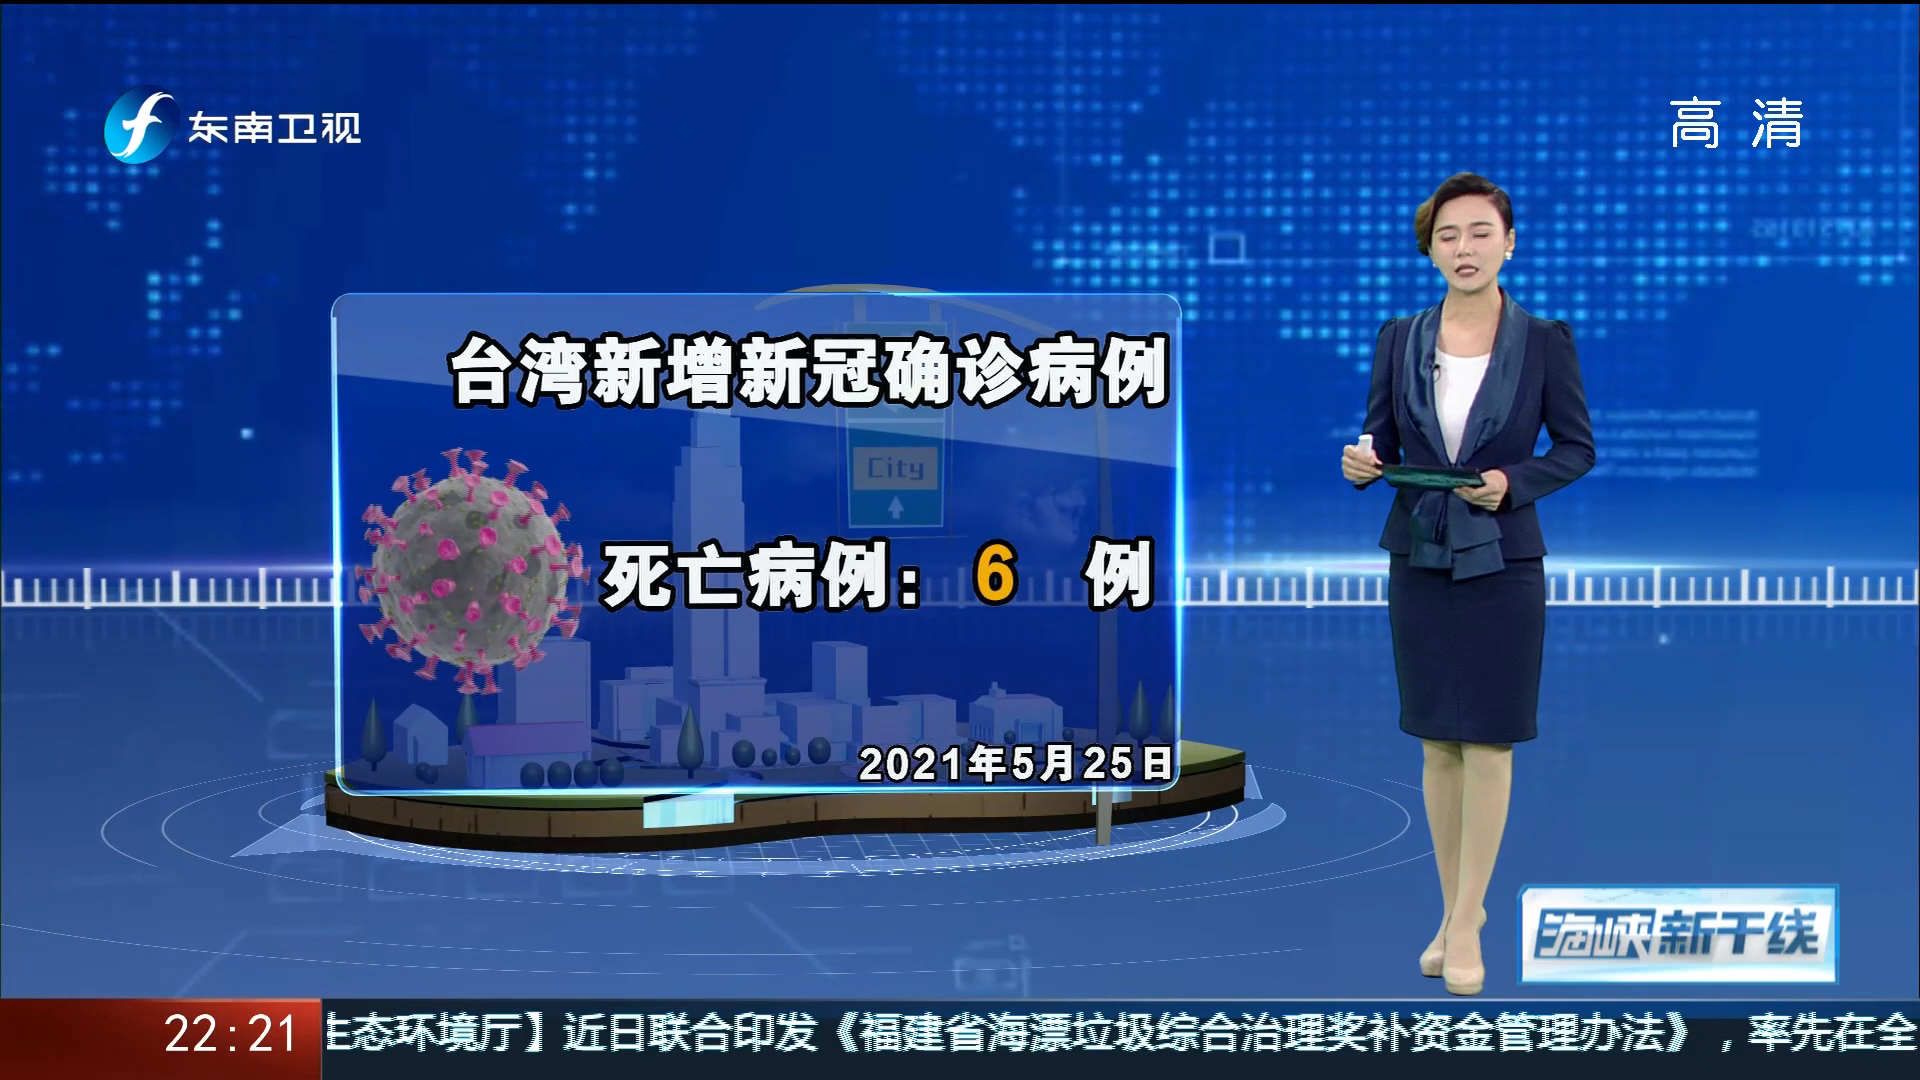 东南卫视
高 清
台湾新增新冠确诊病例
City
死亡病例：6 例
2021年5月25日
海峡新干线
22:21
生态环境厅】近日联合印发《福建省海漂垃圾综合治理奖补资金管理办法》，率先在全